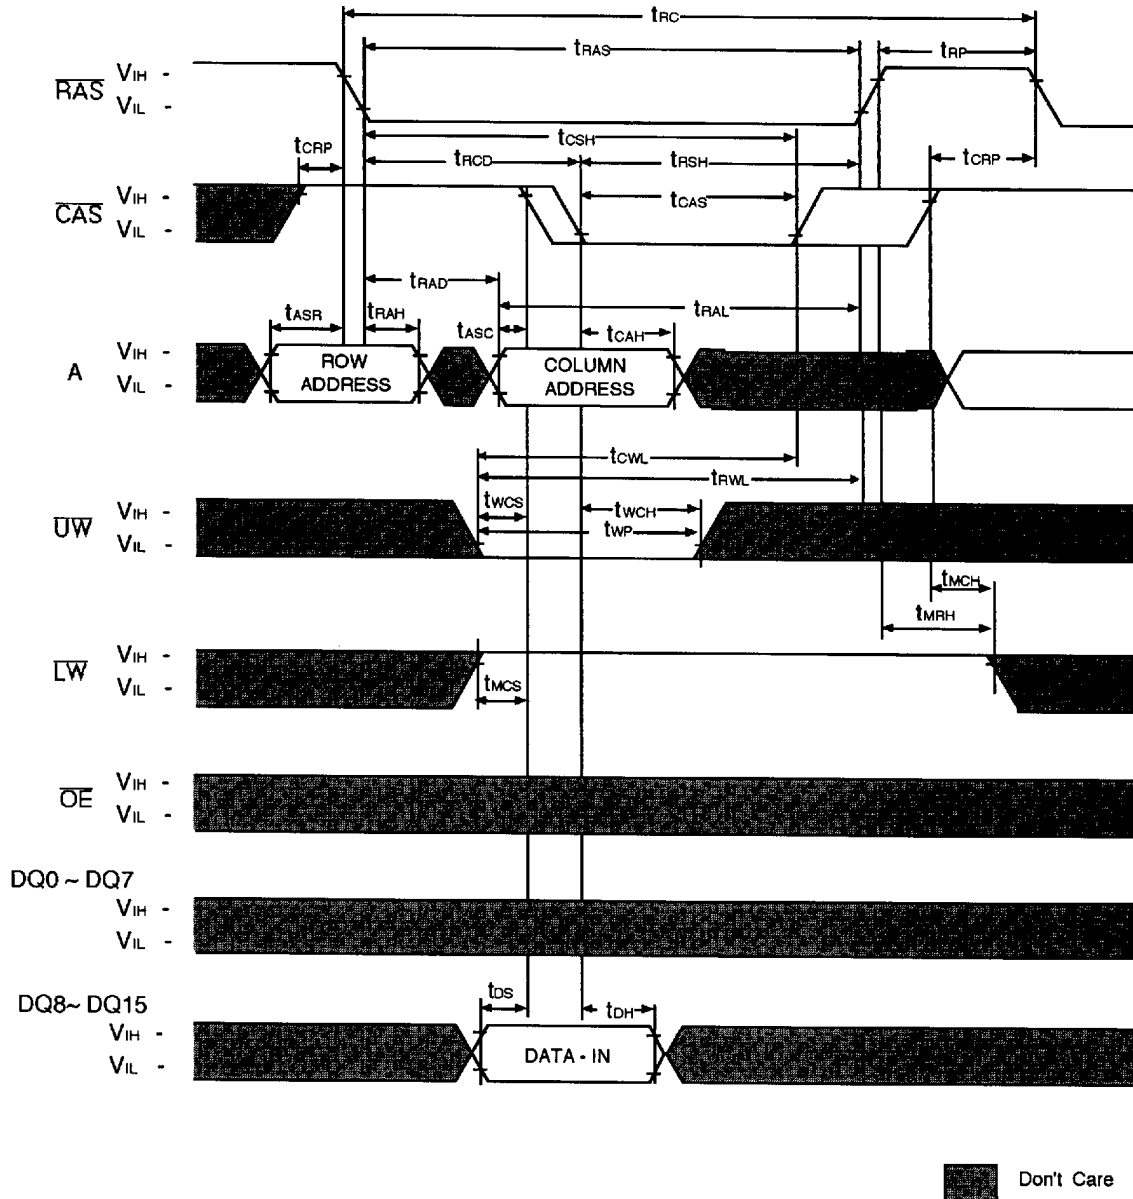 tRC
tRAS
tRP
RAS
VIH -
VIL -
tCSH
tCRP
tRCD
tRSH
tCRP
CAS
VIH -
VIL -
tCAS
tRAD
tRAL
tASR
tRAH
tASC
tCAH
A
VIH -
VIL -
ROW
ADDRESS
COLUMN
ADDRESS
tCWL
tRWL
UW
VIH -
VIL -
tWCS
tWCH
tWP
tMCH
tMRH
LW
VIH -
VIL -
tMCS
OE
VIH -
VIL -
DQ0 ~ DQ7
VIH -
VIL -
DQ8~ DQ15
VIH -
VIL -
tDS
tDH
DATA - IN
Don't Care